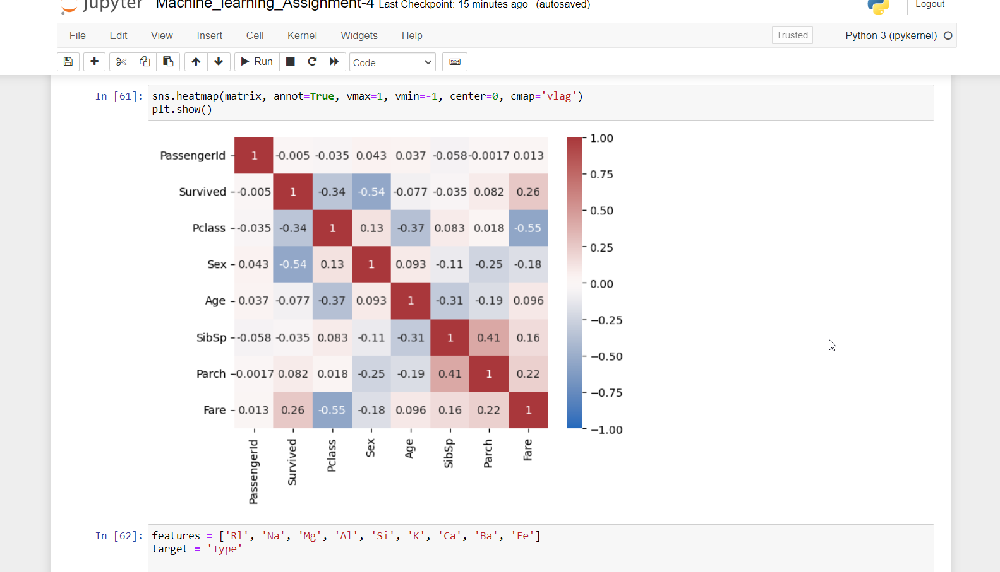 jupyter Machine_learning_Assignment-4 Last Checkpoint: 15 minutes ago (autosaved) Logout
File Edit View Insert Cell Kernel Widgets Help Trusted Python 3 (ipykernel)
Run Code
In [61]: sns.heatmap(matrix, annot=True, vmax=1, vmin=-1, center=0, cmap='vlag')
plt.show()
PassengerId 1 -0.005 -0.035 0.043 0.037 -0.058 -0.0017 0.013
Survived -0.005 1 -0.34 -0.54 -0.077 -0.035 0.082 0.26
Pclass -0.035 -0.34 1 0.13 -0.37 0.083 0.018 -0.55
Sex 0.043 -0.54 0.13 1 0.093 -0.11 -0.25 -0.18
Age 0.037 -0.077 -0.37 0.093 1 -0.31 -0.19 0.096
SibSp -0.058 -0.035 0.083 -0.11 -0.31 1 0.41 0.16
Parch -0.0017 0.082 0.018 -0.25 -0.19 0.41 1 0.22
Fare 0.013 0.26 -0.55 -0.18 0.096 0.16 0.22 1
PassengerId Survived Pclass Sex Age SibSp Parch Fare
1.00
0.75
0.50
0.25
0.00
−0.25
−0.50
−0.75
−1.00
In [62]: features = ['Rl', 'Na', 'Mg', 'Al', 'Si', 'K', 'Ca', 'Ba', 'Fe']
target = 'Type'